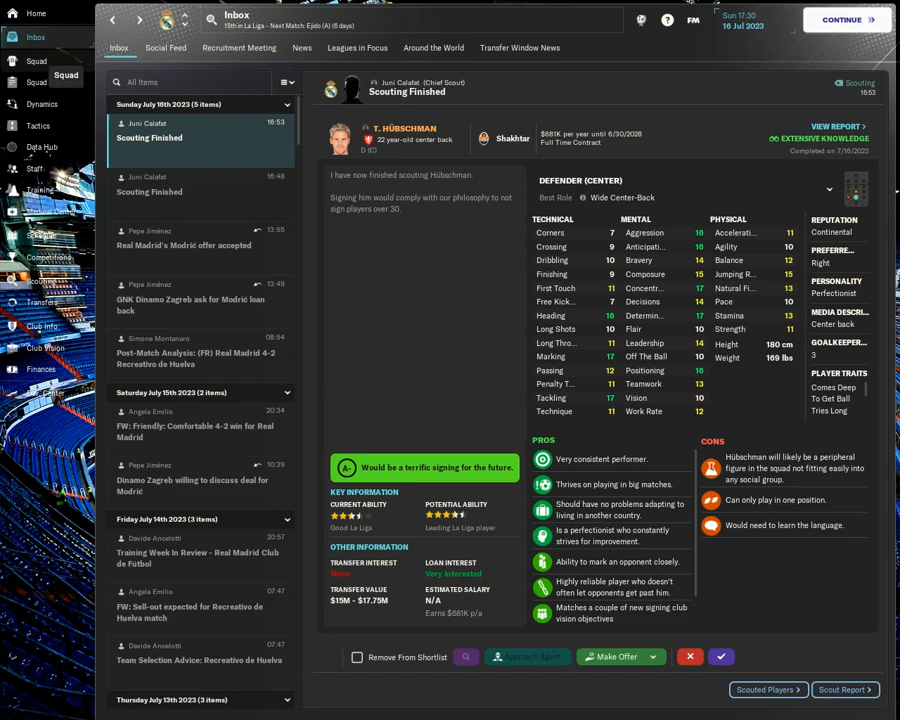 Home
Inbox
Squad
Squad
Squad
Dynamics
Tactics
Data Hub
Staff
Training
Competitions
Scouting
Transfers
Club Info
Club Vision
Finances
Inbox
15th in La Liga - Next Match: Ejido (A) (6 days)
FM
Sun 17:30
16 Jul 2023
CONTINUE
Inbox
Social Feed
Recruitment Meeting
News
Leagues in Focus
Around the World
Transfer Window News
All Items
Sunday July 16th 2023 (5 items)
Juni Calafat
16:53
Scouting Finished
Juni Calafat
16:48
Scouting Finished
Pepe Jiménez
13:55
Real Madrid's Modrić offer accepted
Pepe Jiménez
13:49
GNK Dinamo Zagreb ask for Modrić loan
back
Simone Montanaro
08:54
Post-Match Analysis: (FR) Real Madrid 4-2
Recreativo de Huelva
Saturday July 15th 2023 (2 items)
Angela Emilio
20:34
FW: Friendly: Comfortable 4-2 win for Real
Madrid
Pepe Jiménez
10:39
Dinamo Zagreb willing to discuss deal for
Modrić
Friday July 14th 2023 (3 items)
Davide Ancelotti
20:57
Training Week In Review - Real Madrid Club
de Fútbol
Angela Emilio
07:47
FW: Sell-out expected for Recreativo de
Huelva match
Davide Ancelotti
07:47
Team Selection Advice: Recreativo de Huelva
Thursday July 13th 2023 (3 items)
Juni Calafat (Chief Scout)
Scouting Finished
Scouting
16:53
T. HÜBSCHMAN
22 year-old center back
D (C)
Shakhtar
$681K per year until 6/30/2028
Full Time Contract
VIEW REPORT
EXTENSIVE KNOWLEDGE
Completed on 7/16/2023
I have now finished scouting Hübschman.
Signing him would comply with our philosophy to not
sign players over 30.
A-
Would be a terrific signing for the future.
KEY INFORMATION
CURRENT ABILITY
POTENTIAL ABILITY
Good La Liga
Leading La Liga player
OTHER INFORMATION
TRANSFER INTEREST
LOAN INTEREST
None
Very Interested
TRANSFER VALUE
ESTIMATED SALARY
$15M - $17.75M
N/A
Earns $681K p/a
DEFENDER (CENTER)
Best Role
Wide Center-Back
TECHNICAL
MENTAL
PHYSICAL
Corners 7 Aggression 16 Accelerati... 11
Crossing 9 Anticipati... 16 Agility 10
Dribbling 10 Bravery 14 Balance 12
Finishing 9 Composure 15 Jumping R... 15
First Touch 11 Concentr... 17 Natural Fi... 13
Free Kick... 7 Decisions 14 Pace 10
Heading 16 Determin... 17 Stamina 13
Long Shots 10 Flair 10 Strength 11
Long Thro... 11 Leadership 14 Height 180 cm
Marking 17 Off The Ball 10 Weight 169 lbs
Passing 12 Positioning 16
Penalty T... 11 Teamwork 13
Tackling 17 Vision 10
Technique 11 Work Rate 12
REPUTATION
Continental
PREFERRE...
Right
PERSONALITY
Perfectionist
MEDIA DESCRI...
Center back
GOALKEEPER...
3
PLAYER TRAITS
Comes Deep
To Get Ball
Tries Long
PROS
Very consistent performer.
Thrives on playing in big matches.
Should have no problems adapting to
living in another country.
Is a perfectionist who constantly
strives for improvement.
Ability to mark an opponent closely.
Highly reliable player who doesn't
often let opponents get past him.
Matches a couple of new signing club
vision objectives
CONS
Hübschman will likely be a peripheral
figure in the squad not fitting easily into
any social group.
Can only play in one position.
Would need to learn the language.
Remove From Shortlist
Approach Agent
Make Offer
Scouted Players
Scout Report